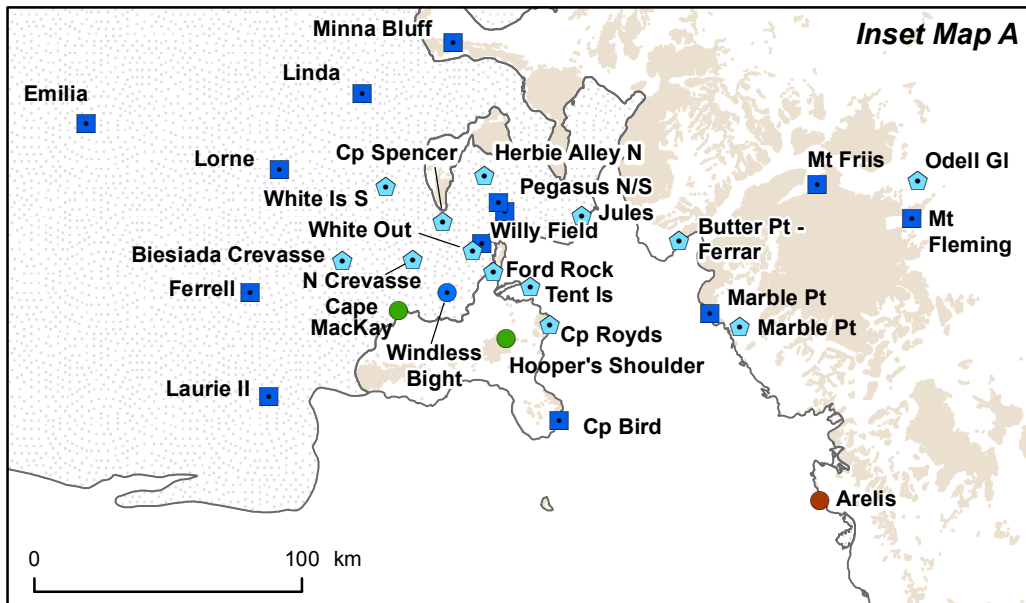 Inset Map A
Minna Bluff
Linda
Emilia
Cp Spencer
Herbie Alley N
Lorne
Mt Friis
Odell Gl
White Is S
Pegasus N/S
Jules
Mt
Fleming
White Out
Willy Field
Butter Pt -
Ferrar
Biesiada Crevasse
N Crevasse
Ford Rock
Ferrell
Tent Is
Cape
MacKay
Marble Pt
Marble Pt
Cp Royds
Windless
Bight
Hooper's Shoulder
Laurie II
Cp Bird
Arelis
0
100
km